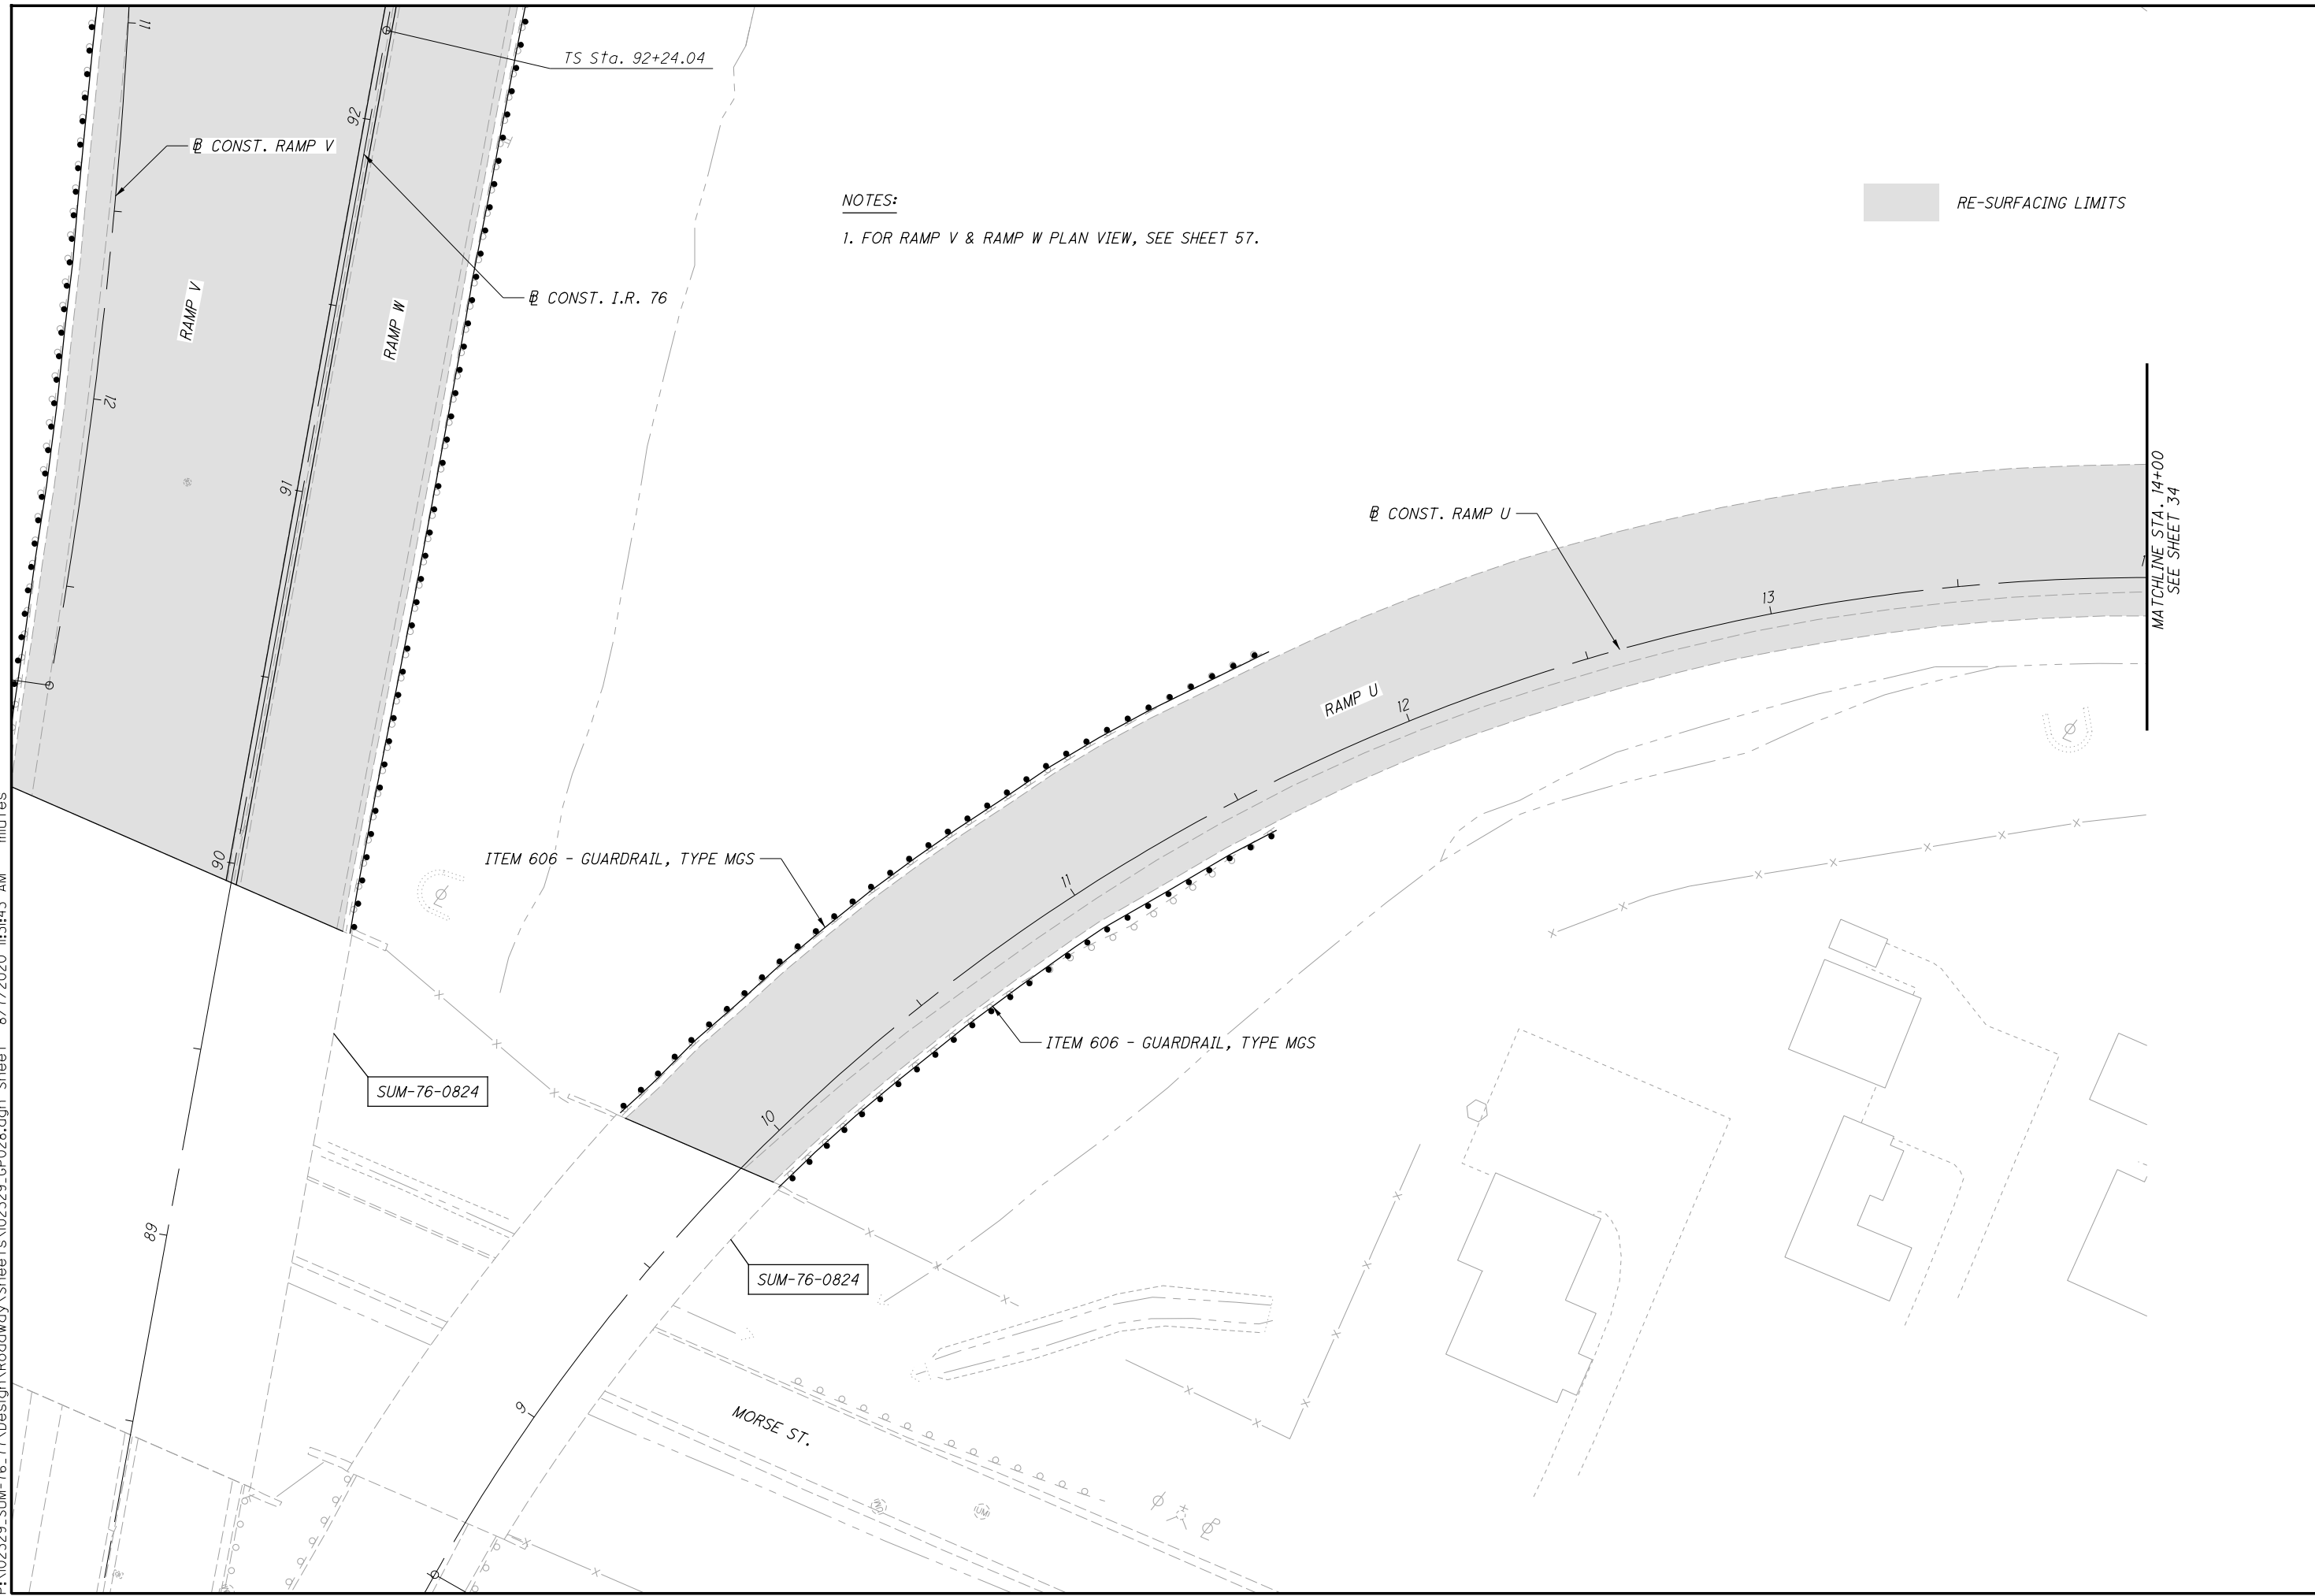 11
TS Sta. 92+24.04
92
CONST. RAMP V
NOTES:
1. FOR RAMP V & RAMP W PLAN VIEW, SEE SHEET 57.
RE-SURFACING LIMITS
CONST. I.R. 76
RAMP V
RAMP W
12
91
MATCHLINE STA. 14+00
SEE SHEET 34
CONST. RAMP U
13
RAMP U
12
90
ITEM 606 - GUARDRAIL, TYPE MGS
11
ITEM 606 - GUARDRAIL, TYPE MGS
SUM-76-0824
10
89
SUM-76-0824
9
MORSE ST.